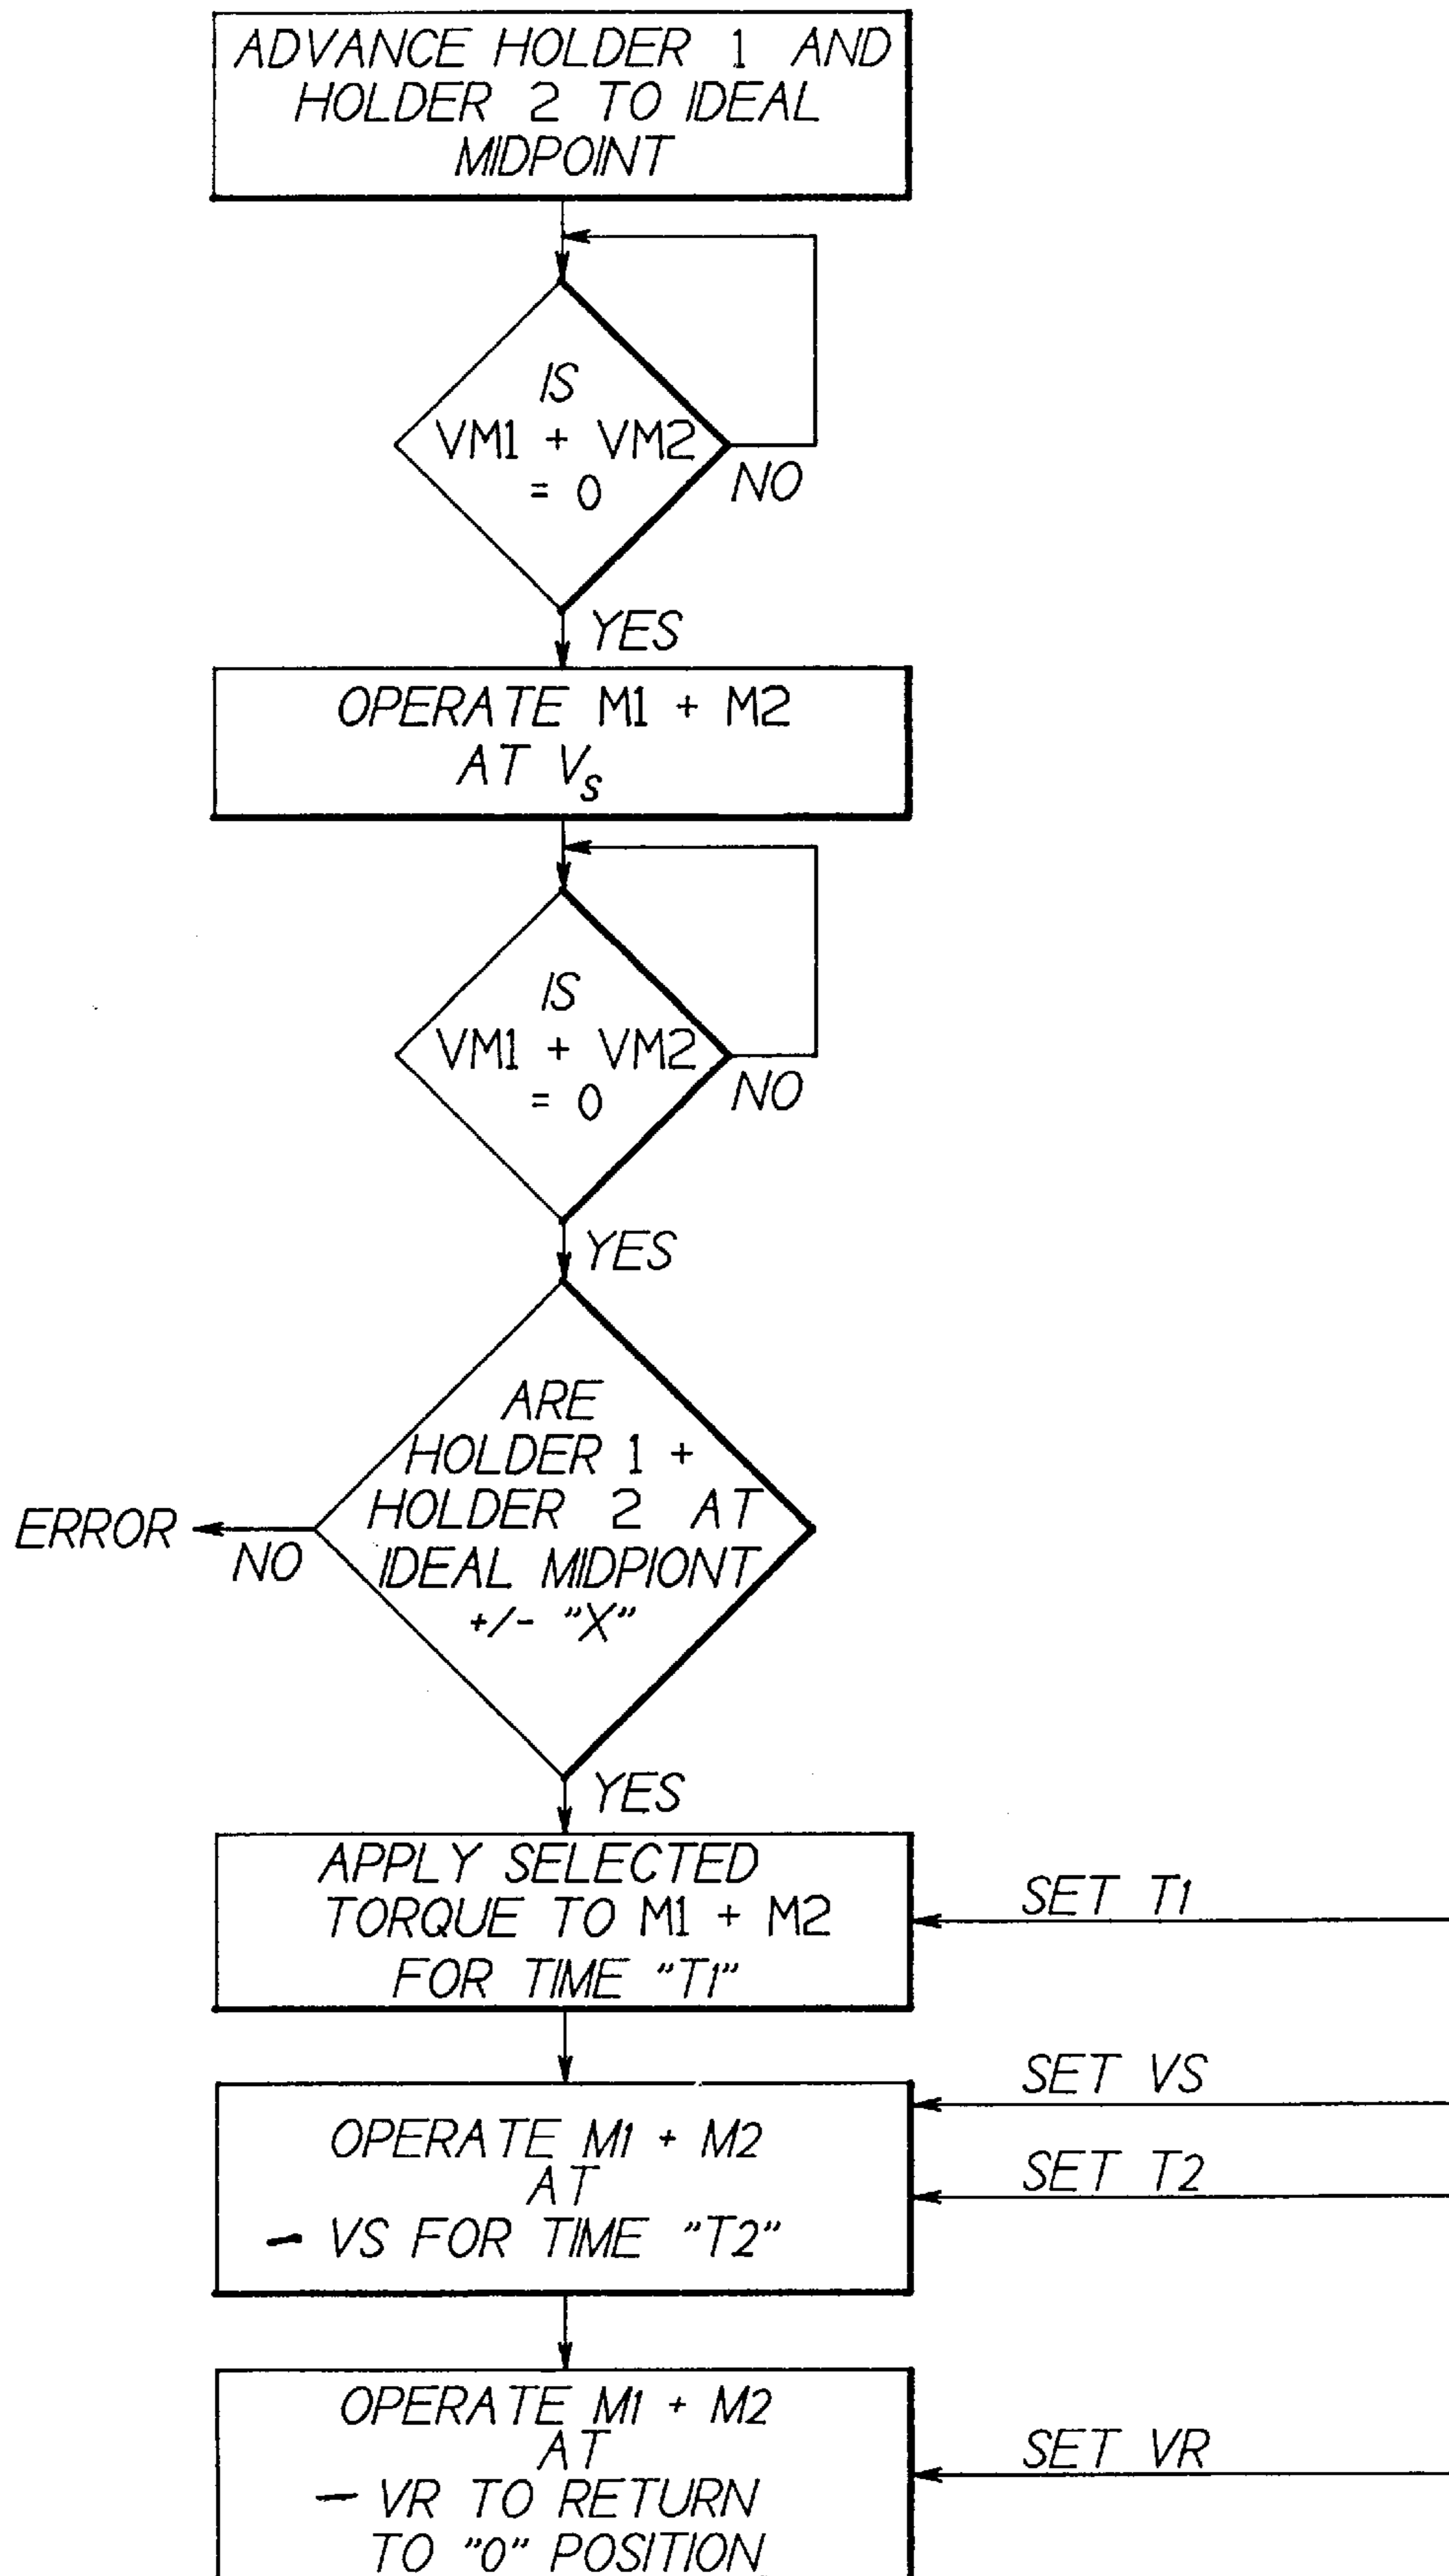 ADVANCE HOLDER 1 AND
HOLDER 2 TO IDEAL
MIDPOINT
IS
VM1 + VM2
= 0
NO
YES
OPERATE M1 + M2
AT Vs
IS
VM1 + VM2
= 0
NO
YES
ARE
HOLDER 1 +
HOLDER 2 AT
IDEAL MIDPIONT
+/- "X"
ERROR
NO
YES
APPLY SELECTED
TORQUE TO M1 + M2
FOR TIME "T1"
SET T1
OPERATE M1 + M2
AT
- VS FOR TIME "T2"
SET VS
SET T2
OPERATE M1 + M2
AT
- VR TO RETURN
TO "0" POSITION
SET VR